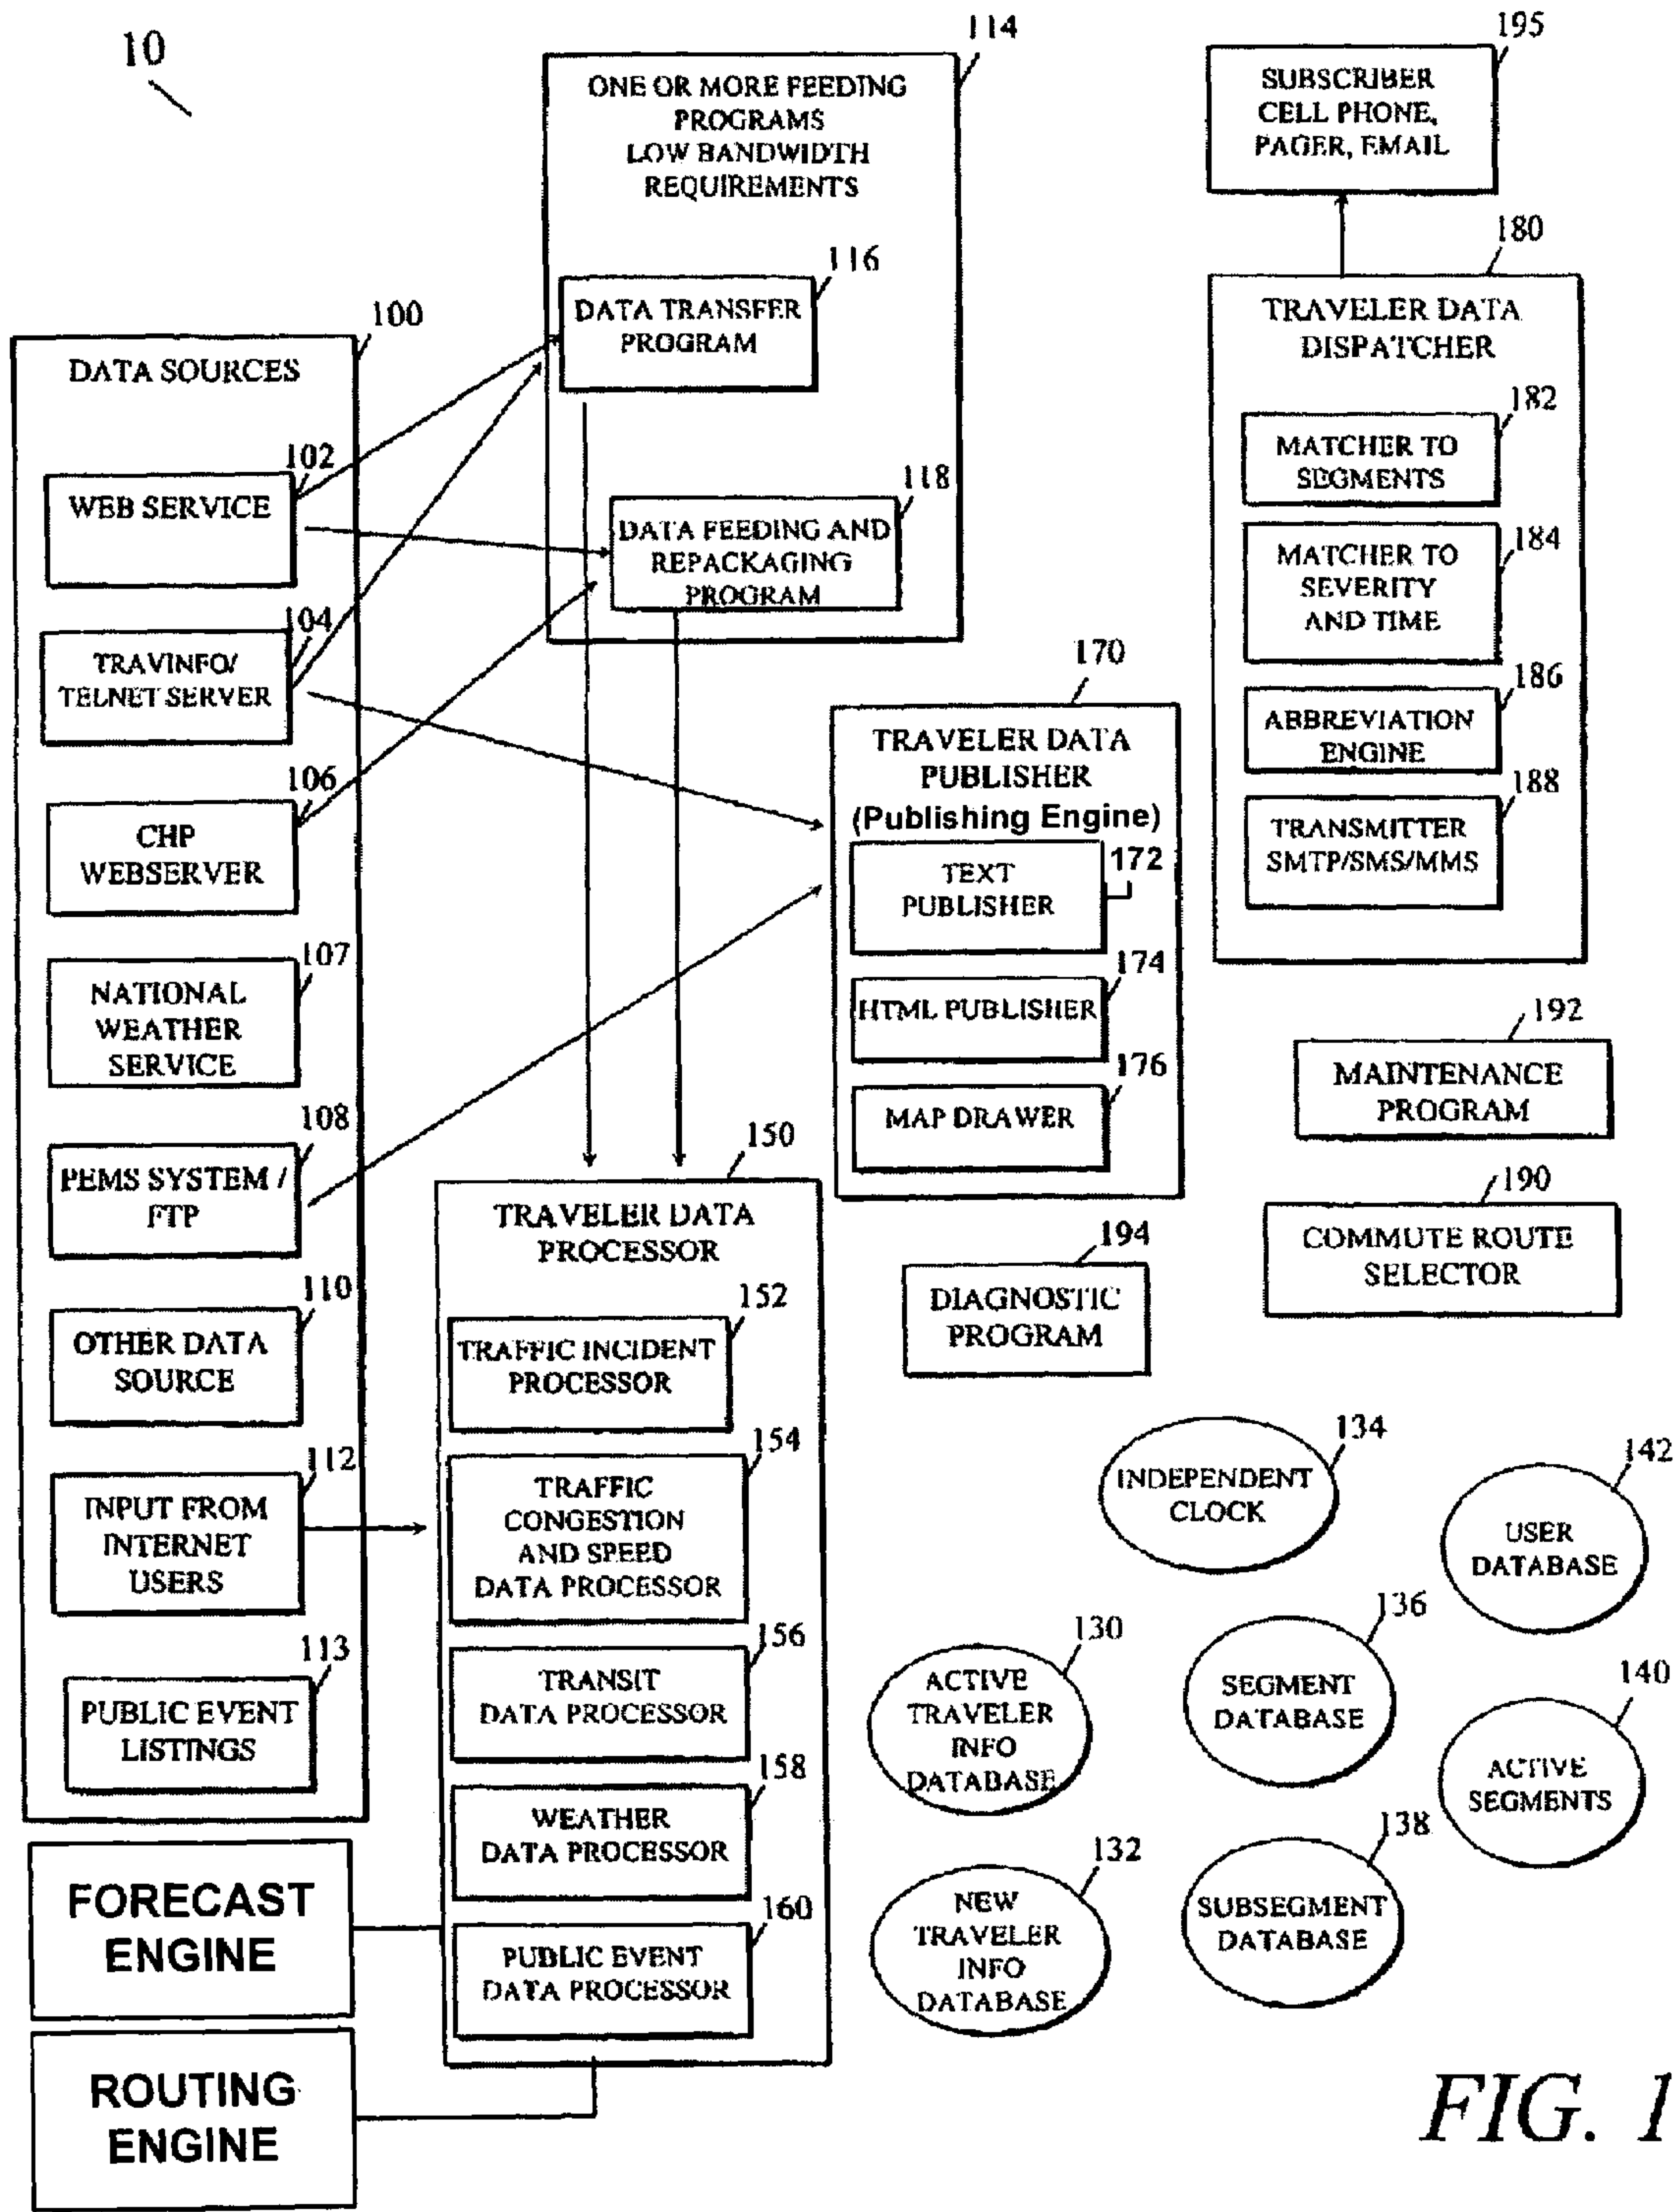 10
114
ONE OR MORE FEEDING
PROGRAMS
LOW BANDWIDTH
REQUIREMENTS
116
DATA TRANSFER
PROGRAM
118
DATA FEEDING AND
REPACKAGING
PROGRAM
195
SUBSCRIBER
CELL PHONE,
PAGER, EMAIL
180
TRAVELER DATA
DISPATCHER
182
MATCHER TO
SEGMENTS
184
MATCHER TO
SEVERITY
AND TIME
186
ABBREVIATION
ENGINE
188
TRANSMITTER
SMTP/SMS/MMS
100
DATA SOURCES
102
WEB SERVICE
104
TRAVINFO/
TELNET SERVER
106
CHP
WEBSERVER
107
NATIONAL
WEATHER
SERVICE
108
PEMS SYSTEM /
FTP
110
OTHER DATA
SOURCE
112
INPUT FROM
INTERNET
USERS
113
PUBLIC EVENT
LISTINGS
170
TRAVELER DATA
PUBLISHER
(Publishing Engine)
TEXT
PUBLISHER
172
174
HTML PUBLISHER
176
MAP DRAWER
192
MAINTENANCE
PROGRAM
190
COMMUTE ROUTE
SELECTOR
194
DIAGNOSTIC
PROGRAM
150
TRAVELER DATA
PROCESSOR
152
TRAFFIC INCIDENT
PROCESSOR
154
TRAFFIC
CONGESTION
AND SPEED
DATA PROCESSOR
156
TRANSIT
DATA PROCESSOR
158
WEATHER
DATA PROCESSOR
160
PUBLIC EVENT
DATA PROCESSOR
134
INDEPENDENT
CLOCK
142
USER
DATABASE
130
ACTIVE
TRAVELER
INFO
DATABASE
136
SEGMENT
DATABASE
140
ACTIVE
SEGMENTS
132
NEW
TRAVELER
INFO
DATABASE
138
SUBSEGMENT
DATABASE
FORECAST
ENGINE
ROUTING
ENGINE
FIG. 1